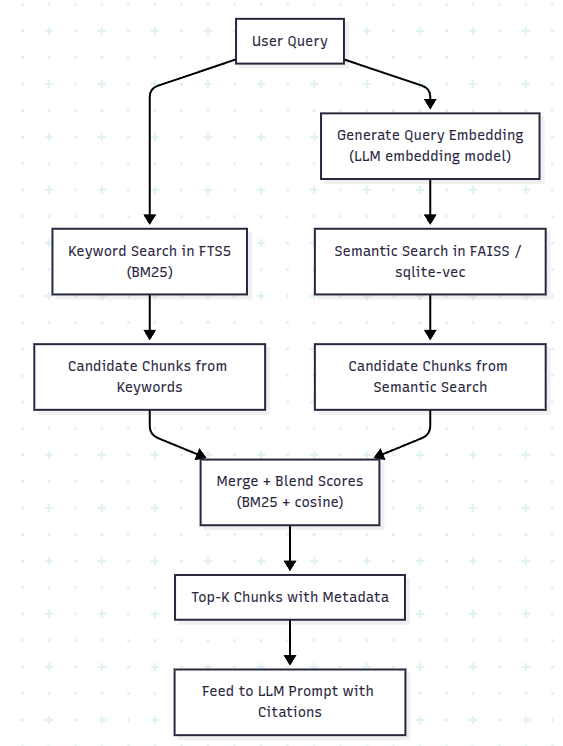 User Query
Generate Query Embedding
(LLM embedding model)
Keyword Search in FTS5
(BM25)
Semantic Search in FAISS /
sqlite-vec
Candidate Chunks from
Keywords
Candidate Chunks from
Semantic Search
Merge + Blend Scores
(BM25 + cosine)
Top-K Chunks with Metadata
Feed to LLM Prompt with
Citations